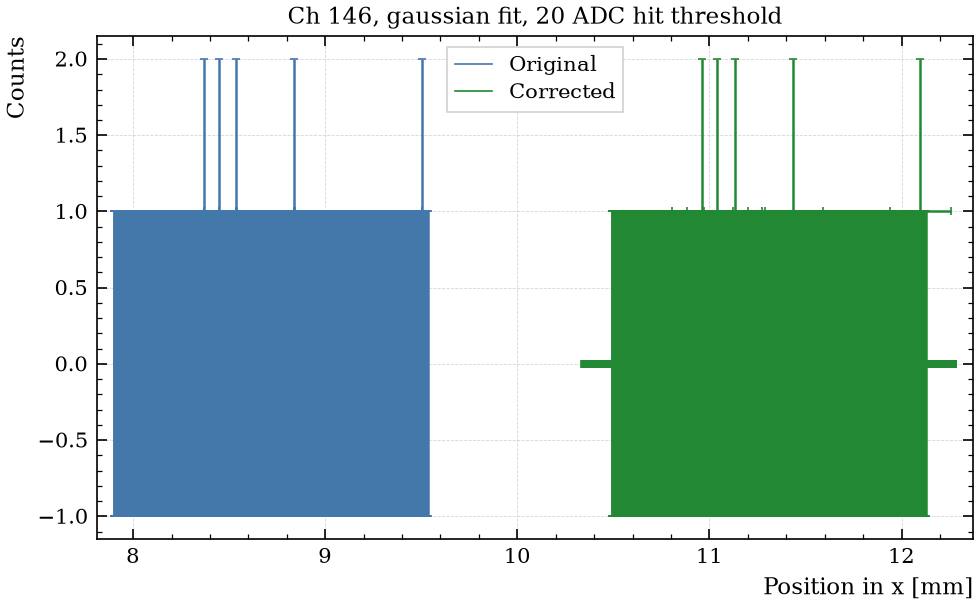 Ch 146, gaussian fit, 20 ADC hit threshold
Counts
2.0
1.5
1.0
0.5
0.0
−0.5
−1.0
Original
Corrected
8 9 10 11 12
Position in x [mm]